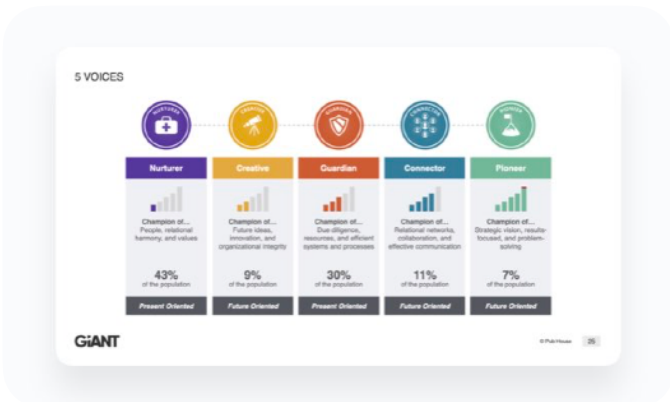 5 VOICES
NURTURER
CREATIVE
GUARDIAN
CONNECTOR
PIONEER
Nurturer
Creative
Guardian
Connector
Pioneer
Champion of...
People, relational
harmony, and values
Champion of...
Future ideas,
innovation, and
organizational integrity
Champion of...
Due diligence,
resources, and efficient
systems and processes
Champion of...
Relational networks,
collaboration, and
effective communication
Champion of...
Strategic vision, results-
focused, and problem-
solving
43%
of the population
9%
of the population
30%
of the population
11%
of the population
7%
of the population
Present Oriented
Future Oriented
Present Oriented
Future Oriented
Future Oriented
GiANT
© Pub House
25